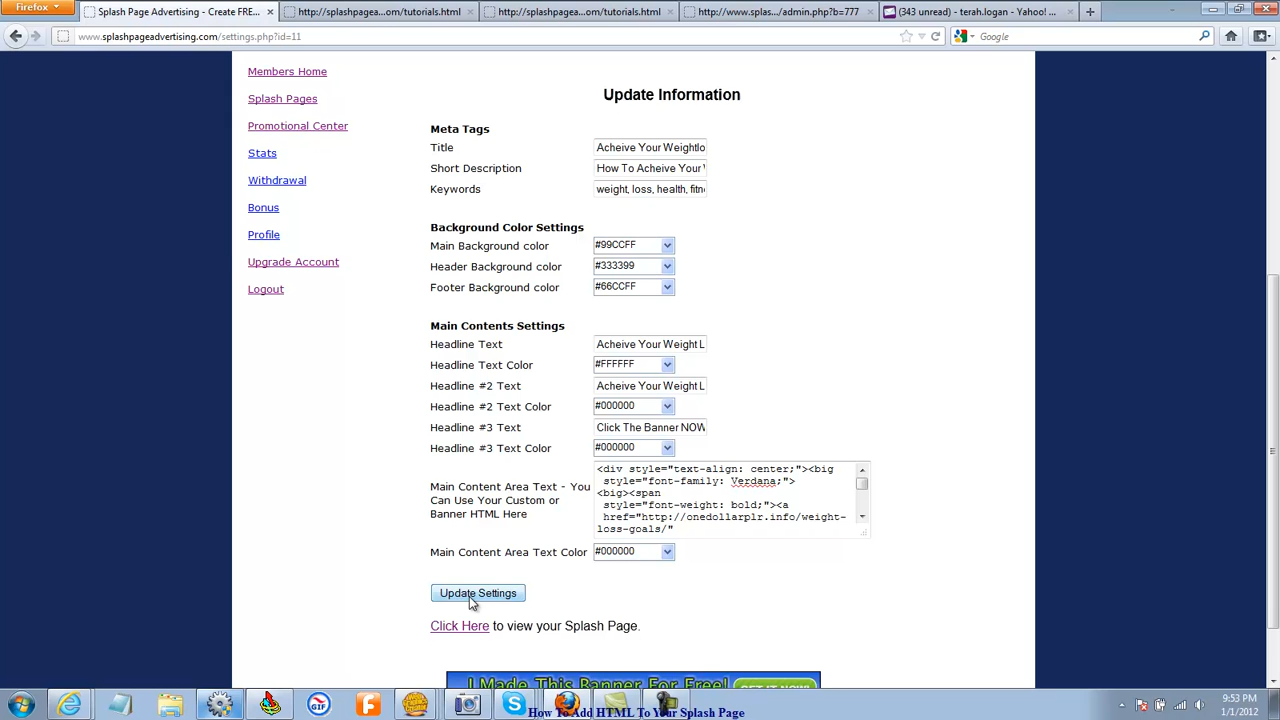 Firefox
Splash Page Advertising - Create FRE...
http://splashpagea...om/tutorials.html
http://splashpagea...om/tutorials.html
http://www.splas.../admin.php?b=777
(343 unread) - terah.logan - Yahoo! ...
www.splashpageadvertising.com/settings.php?id=11
Google
Members Home
Splash Pages
Promotional Center
Stats
Withdrawal
Bonus
Profile
Upgrade Account
Logout
Update Information
Meta Tags
Title Acheive Your Weightlo
Short Description How To Acheive Your W
Keywords weight, loss, health, fitne
Background Color Settings
Main Background color #99CCFF
Header Background color #333399
Footer Background color #66CCFF
Main Contents Settings
Headline Text Acheive Your Weight L
Headline Text Color #FFFFFF
Headline #2 Text Acheive Your Weight L
Headline #2 Text Color #000000
Headline #3 Text Click The Banner NOW
Headline #3 Text Color #000000
Main Content Area Text - You
Can Use Your Custom or
Banner HTML Here
<div style="text-align: center;"><big
style="font-family: Verdana;">
<big><span
style="font-weight: bold;"><a
href="http://onedollarplr.info/weight-
loss-goals/"
Main Content Area Text Color #000000
Update Settings
Click Here to view your Splash Page.
I Made This Banner For Free!
GET IT NOW!
GIF
How To Add HTML To Your Splash Page
9:53 PM
1/1/2012